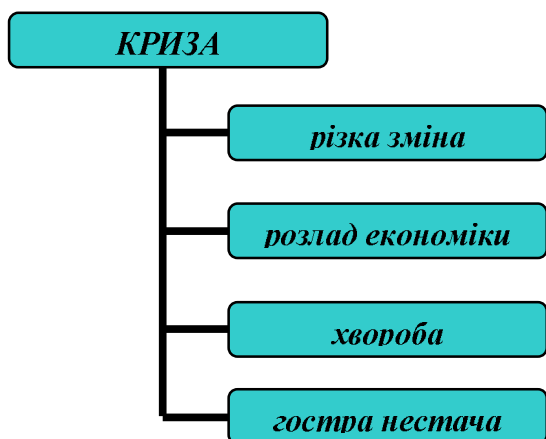 КРИЗА
різка зміна
розлад економіки
хвороба
гостра нестача